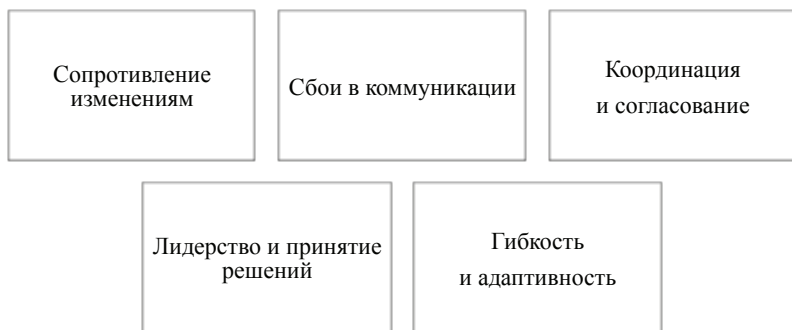 Сопротивление
изменениям
Сбои в коммуникации
Координация
и согласование
Лидерство и принятие
решений
Гибкость
и адаптивность